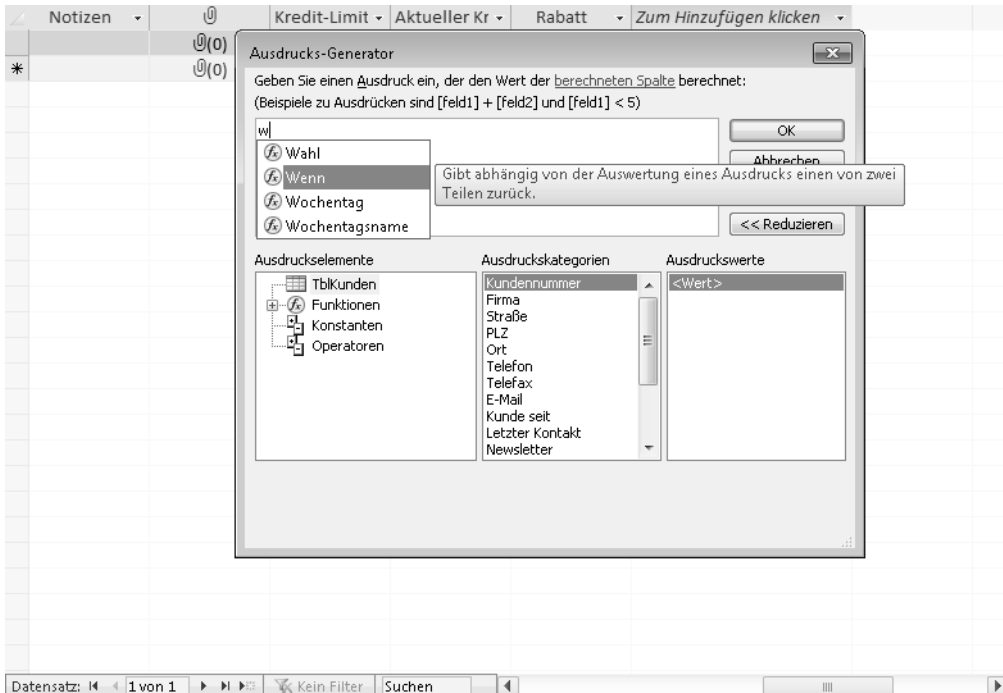 Notizen Kredit-Limit Aktueller Kr Rabatt Zum Hinzufügen klicken
(0)
(0)
Ausdrucks-Generator
Geben Sie einen Ausdruck ein, der den Wert der berechneten Spalte berechnet:
(Beispiele zu Ausdrücken sind [feld1] + [feld2] und [feld1] < 5)
w
OK
Wahl
Abbrechen
Wenn
Gibt abhängig von der Auswertung eines Ausdrucks einen von zwei
Teilen zurück.
Wochentag
Wochentagsname
<< Reduzieren
Ausdruckselemente
TblKunden
Funktionen
Konstanten
Operatoren
Ausdruckskategorien
Kundennummer
Firma
Straße
PLZ
Ort
Telefon
Telefax
E-Mail
Kunde seit
Letzter Kontakt
Newsletter
Ausdruckswerte
<Wert>
Datensatz: 1 von 1 Kein Filter Suchen